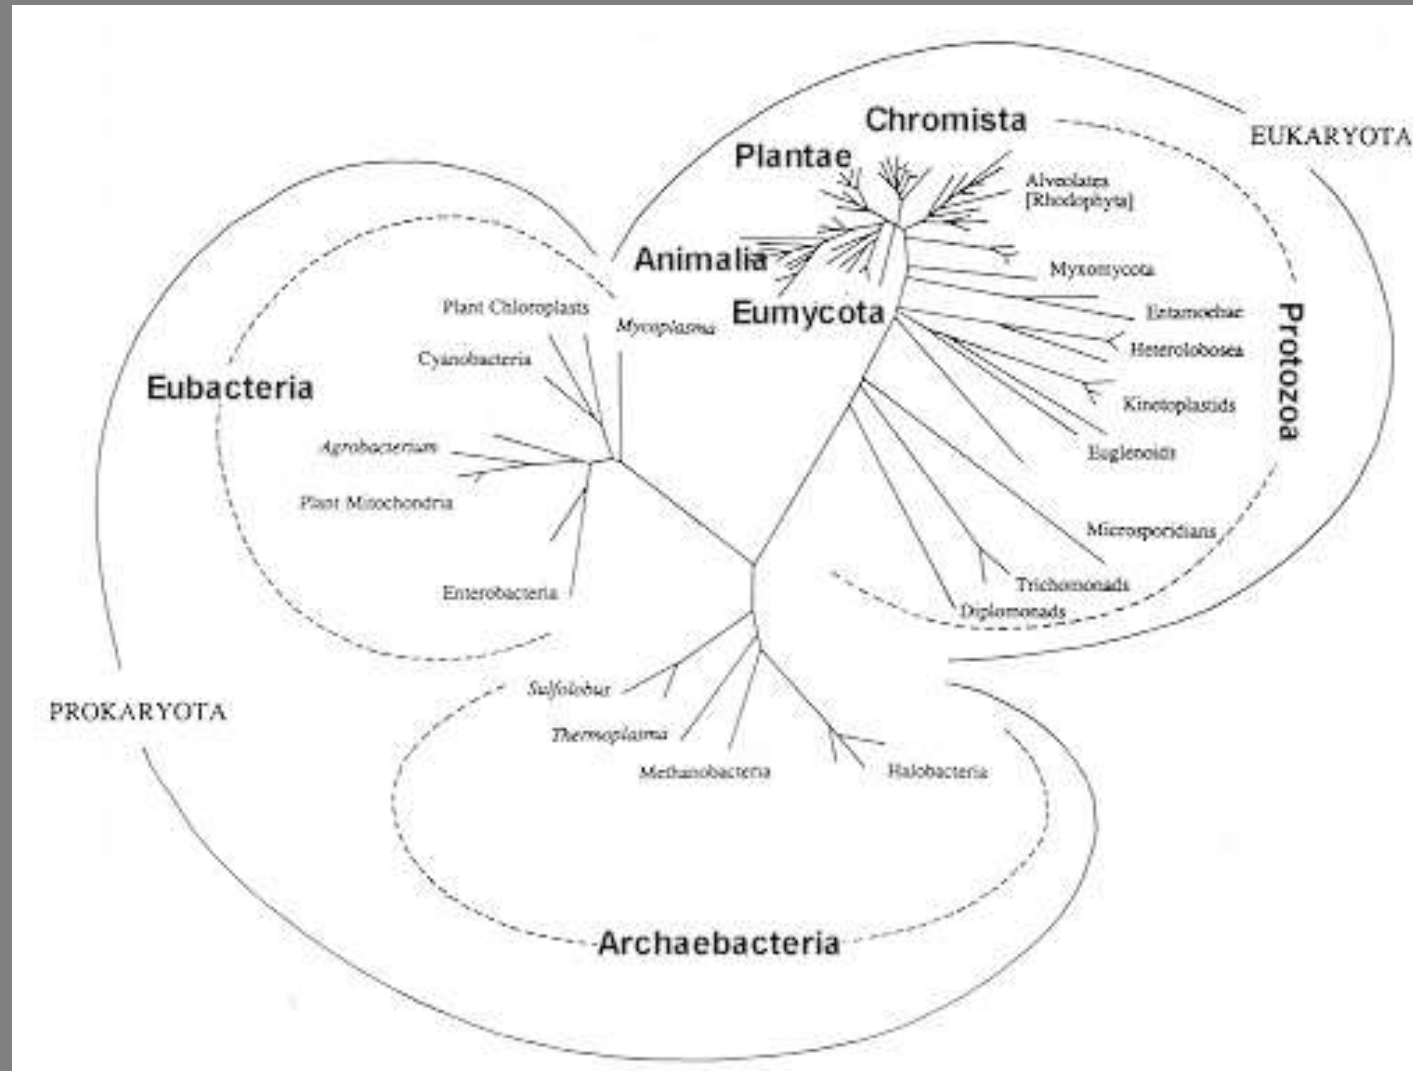 Chromista
EUKARYOTA
Plantae
Alveolates
[Rhodophyta]
Animalia
Myxomycota
Plant Chloroplasts
Mycoplasma
Eumycota
Entamoebae
Protozoa
Cyanobacteria
Heterolobosea
Eubacteria
Kinetoplastids
Agrobacterium
Euglenoids
Plant Mitochondria
Microsporidians
Enterobacteria
Trichomonads
Diplomonads
Sulfolobus
PROKARYOTA
Thermoplasma
Methanobacteria
Halobacteria
Archaebacteria